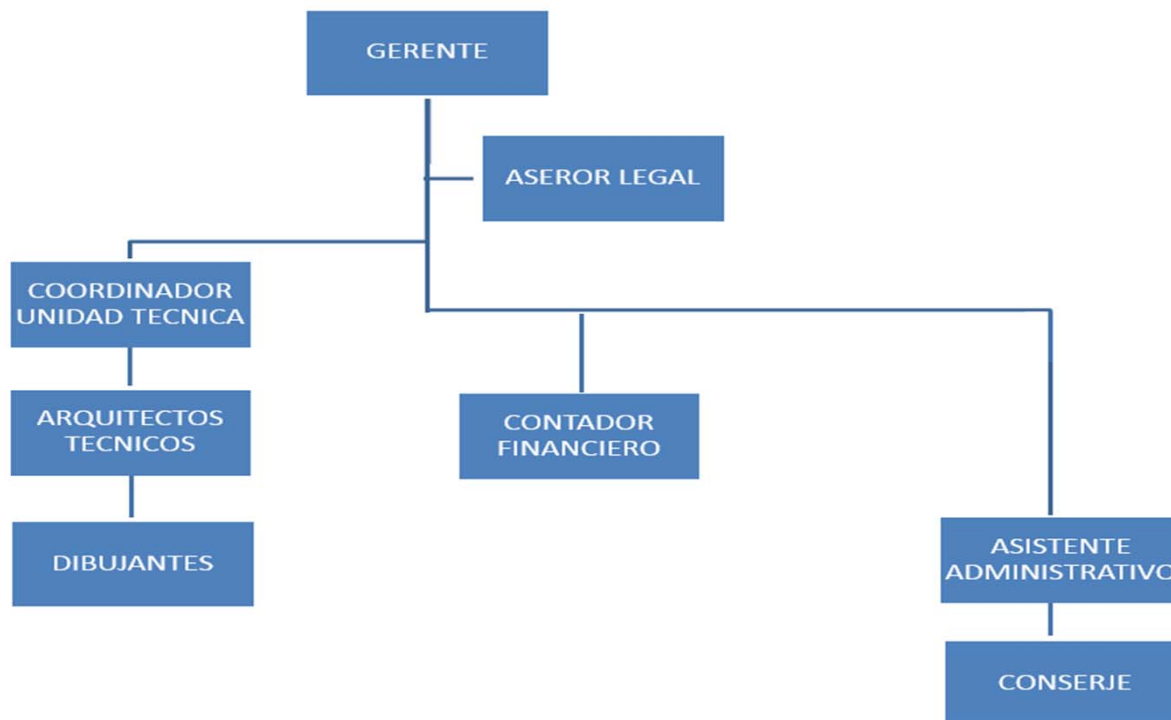 GERENTE
ASEROR LEGAL
COORDINADOR
UNIDAD TECNICA
ARQUITECTOS
TECNICOS
CONTADOR
FINANCIERO
DIBUJANTES
ASISTENTE
ADMINISTRATIVO
CONSERJE